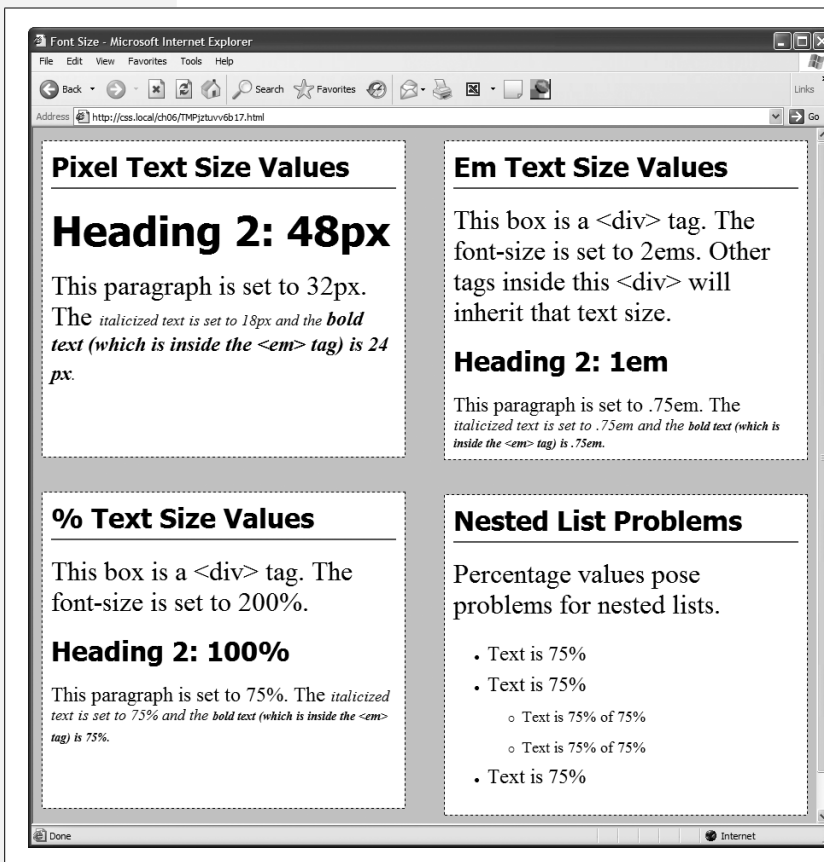 Font Size - Microsoft Internet Explorer
File Edit View Favorites Tools Help
Back Search Favorites Links
Address http://css.local/ch06/TMPjztuvv6b17.html Go
Pixel Text Size Values
Heading 2: 48px
This paragraph is set to 32px.
The italicized text is set to 18px and the bold
text (which is inside the <em> tag) is 24
px.
Em Text Size Values
This box is a <div> tag. The
font-size is set to 2ems. Other
tags inside this <div> will
inherit that text size.
Heading 2: 1em
This paragraph is set to .75em. The
italicized text is set to .75em and the bold text (which is
inside the <em> tag) is .75em.
% Text Size Values
This box is a <div> tag. The
font-size is set to 200%.
Heading 2: 100%
This paragraph is set to 75%. The italicized
text is set to 75% and the bold text (which is inside the <em>
tag) is 75%.
Nested List Problems
Percentage values pose
problems for nested lists.
• Text is 75%
• Text is 75%
○ Text is 75% of 75%
○ Text is 75% of 75%
• Text is 75%
Done Internet